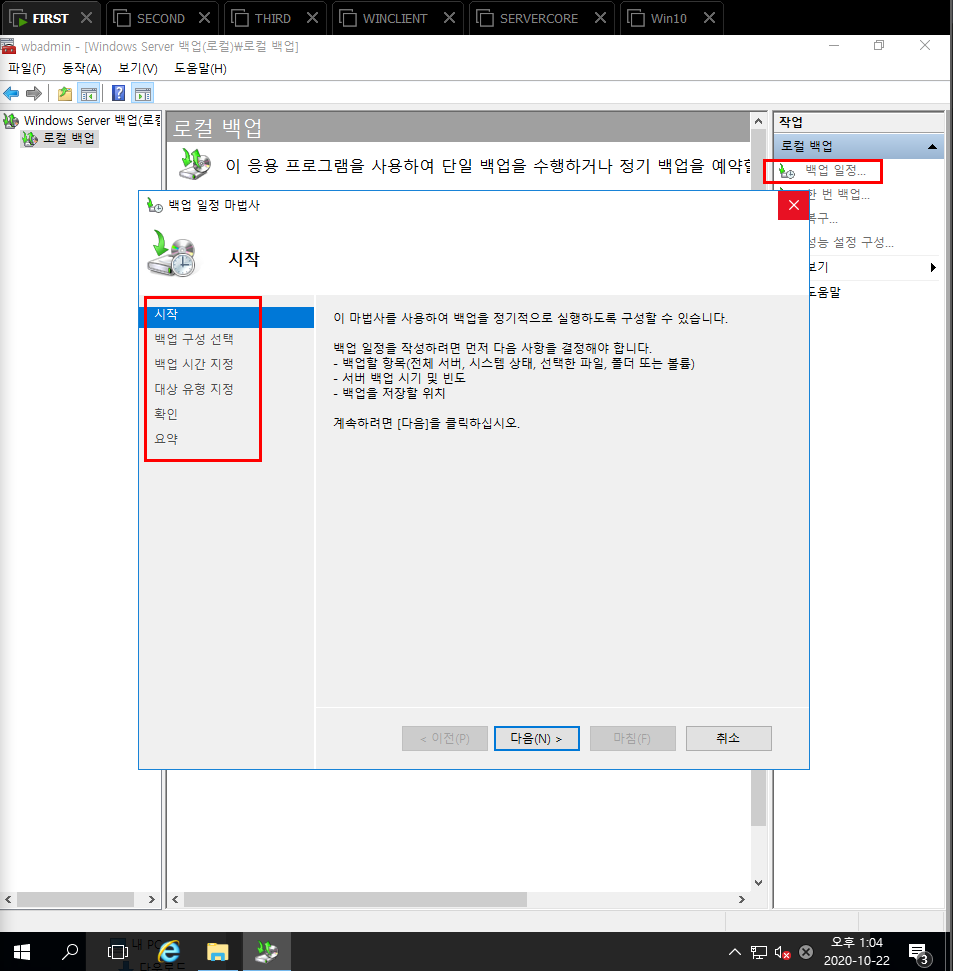 FIRST
SECOND
THIRD
WINCLIENT
SERVERCORE
Win10
wbadmin - [Windows Server 백업(로컬)₩로컬 백업]
파일(F) 동작(A) 보기(V) 도움말(H)
Windows Server 백업(로컬
로컬 백업
로컬 백업
이 응용 프로그램을 사용하여 단일 백업을 수행하거나 정기 백업을 예약할
작업
로컬 백업
백업 일정...
한 번 백업...
복구...
성능 설정 구성...
보기
도움말
백업 일정 마법사
시작
시작
백업 구성 선택
백업 시간 지정
대상 유형 지정
확인
요약
이 마법사를 사용하여 백업을 정기적으로 실행하도록 구성할 수 있습니다.
백업 일정을 작성하려면 먼저 다음 사항을 결정해야 합니다.
- 백업할 항목(전체 서버, 시스템 상태, 선택한 파일, 폴더 또는 볼륨)
- 서버 백업 시기 및 빈도
- 백업을 저장할 위치
계속하려면 [다음]을 클릭하십시오.
< 이전(P)
다음(N) >
마침(F)
취소
내 PC
다운로드
오후 1:04
2020-10-22
3